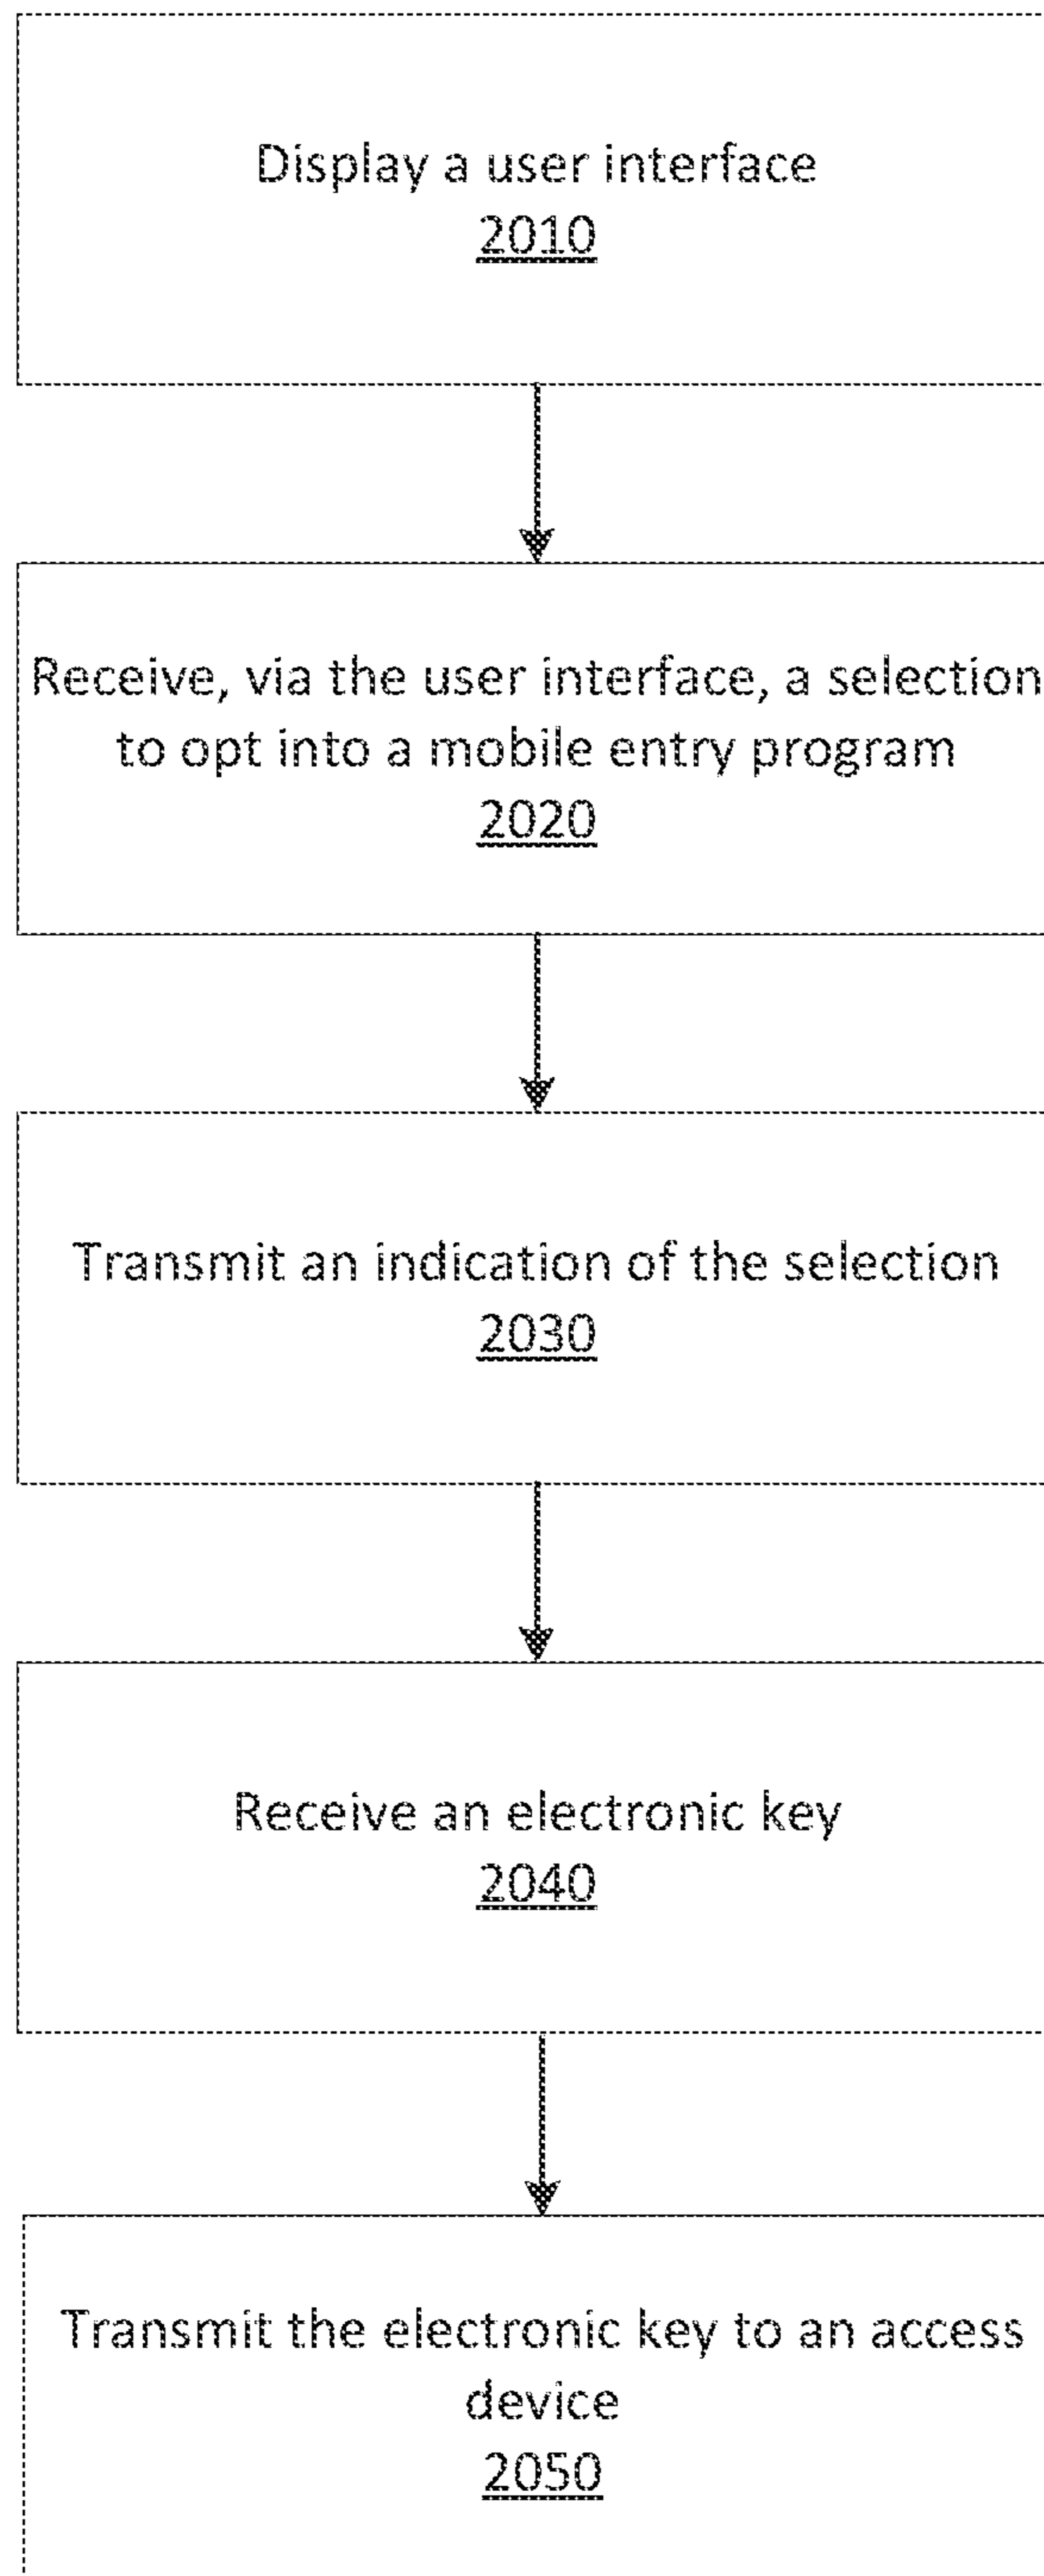 Display a user interface
2010
Receive, via the user interface, a selection
to opt into a mobile entry program
2020
Transmit an indication of the selection
2030
Receive an electronic key
2040
Transmit the electronic key to an access
device
2050